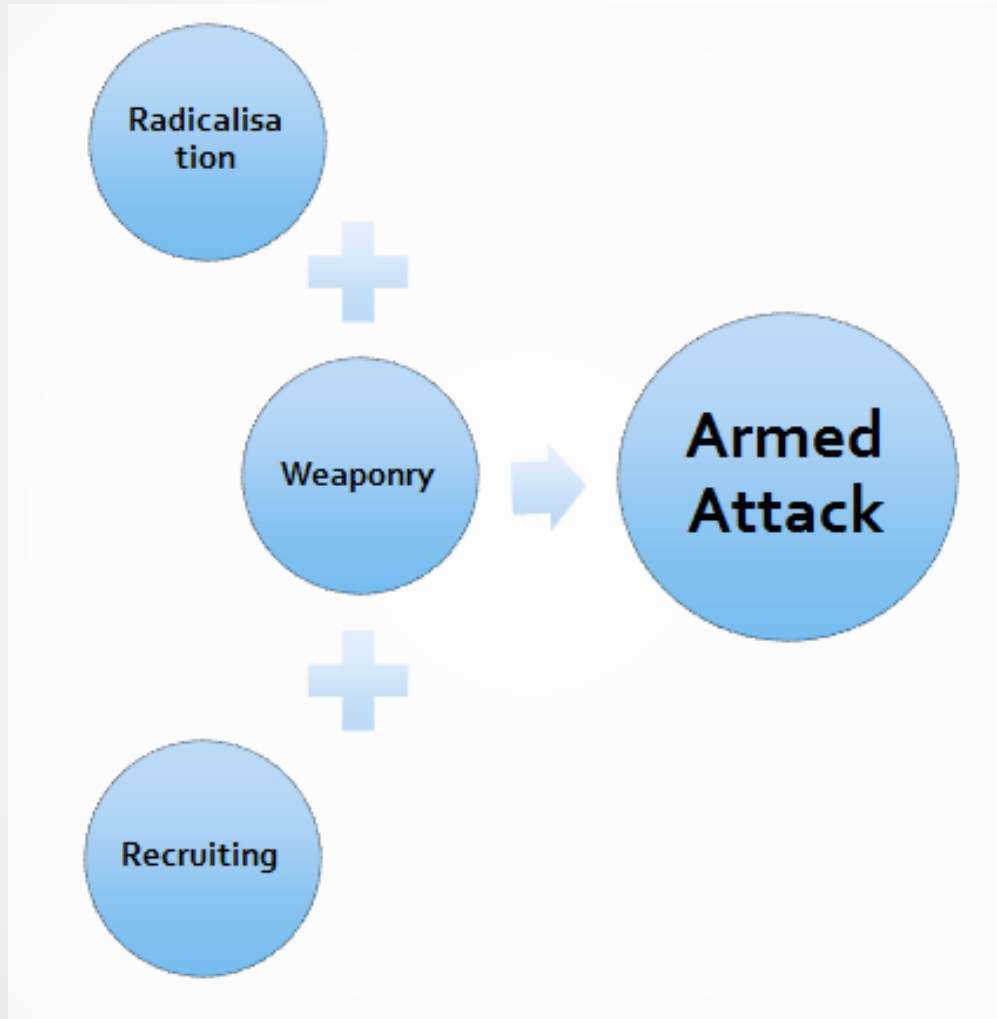 Radicalisa
tion
Weaponry
Armed
Attack
Recruiting